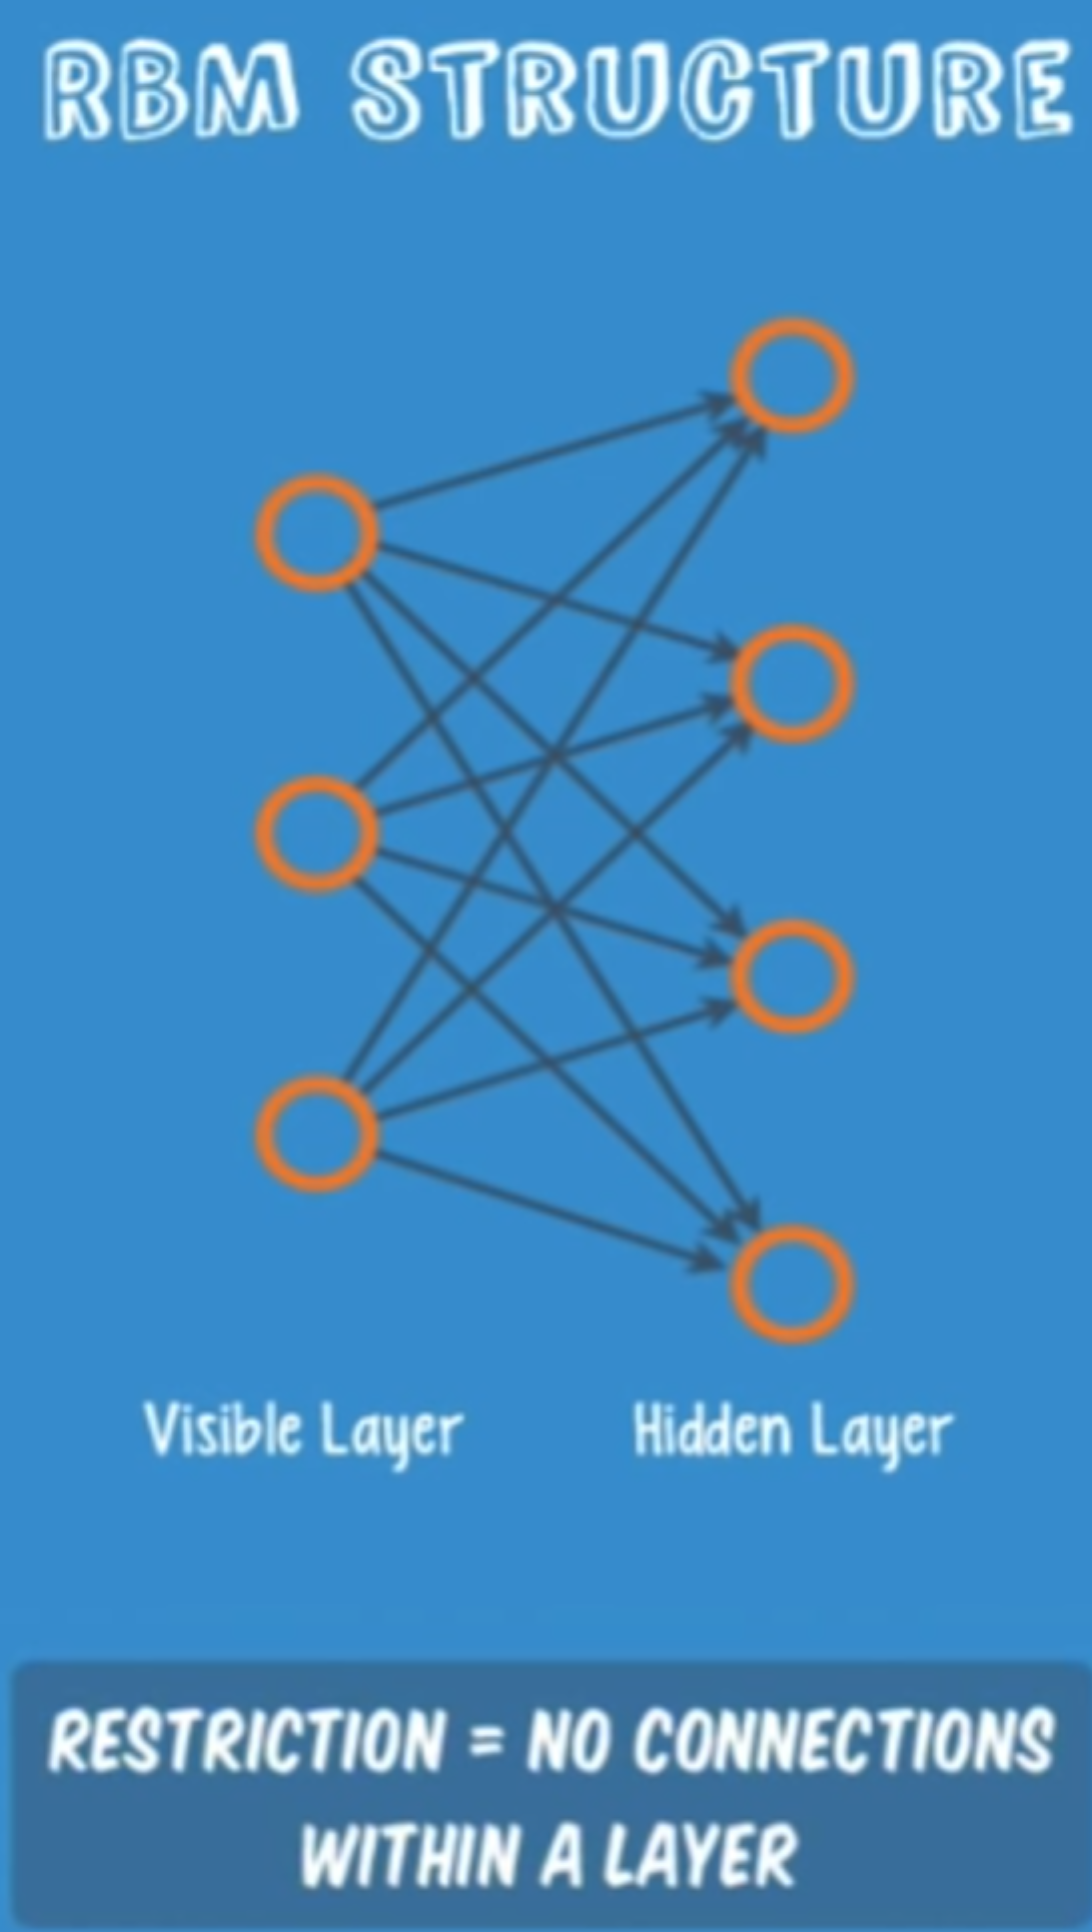 RBM STRUCTURE
Visible Layer
Hidden Layer
RESTRICTION = NO CONNECTIONS
WITHIN A LAYER